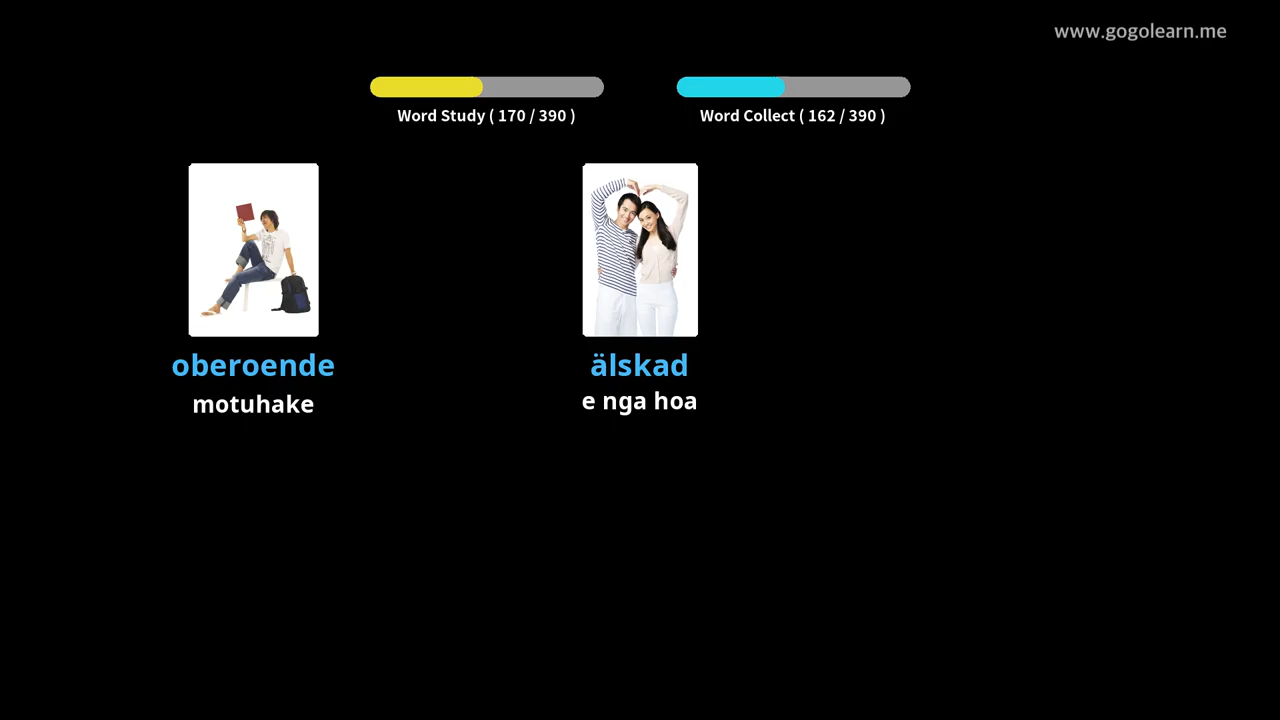 www.gogolearn.me
Word Study ( 170 / 390 )
Word Collect ( 162 / 390 )
oberoende
motuhake
älskad
e nga hoa